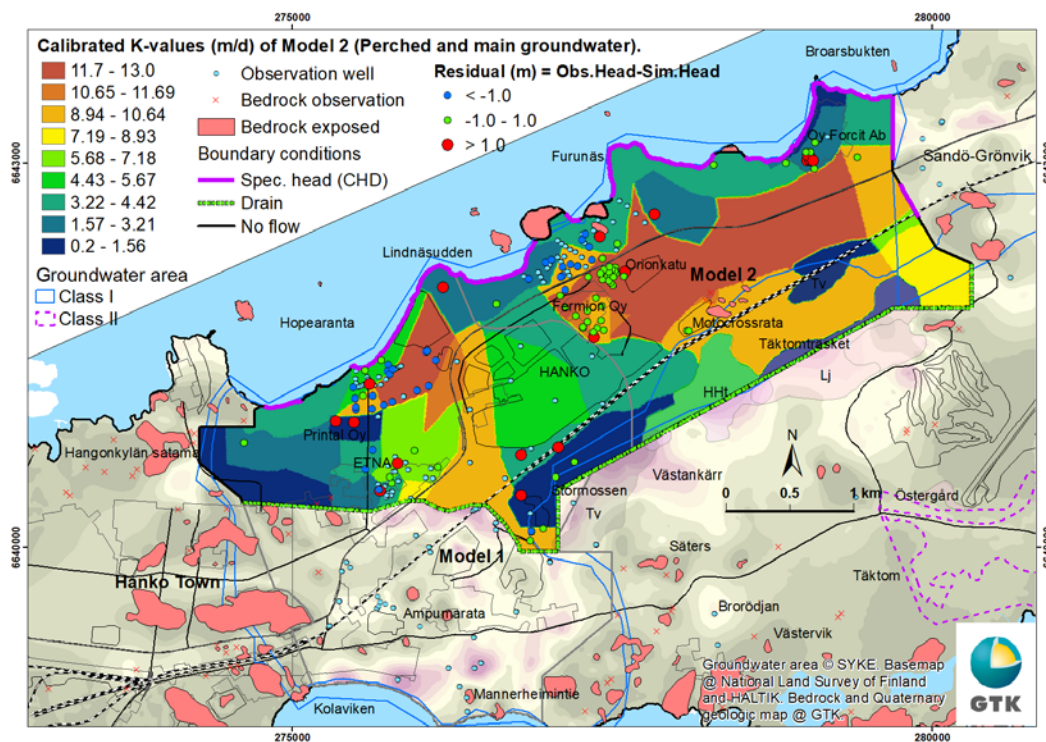 275000
280000
Calibrated K-values (m/d) of Model 2 (Perched and main groundwater).
11.7 - 13.0
10.65 - 11.69
8.94 - 10.64
7.19 - 8.93
5.68 - 7.18
4.43 - 5.67
3.22 - 4.42
1.57 - 3.21
0.2 - 1.56
Groundwater area
Class I
Class II
Observation well
Bedrock observation
Bedrock exposed
Boundary conditions
Spec. head (CHD)
Drain
No flow
Residual (m) = Obs.Head-Sim.Head
< -1.0
-1.0 - 1.0
> 1.0
Broarsbukten
Oy Forcit Ab
Sandö-Grönvik
Furunäs
Lindnäsudden
Orionkatu
Model 2
Tv
Fermion Oy
Hopearanta
Motocrossrata
Täktomträsket
HANKO
Lj
HHt
Printal Oy
Hangonkylän satama
ETNA
N
Västankärr
0 0.5 1 km
Stormossen
Östergård
Tv
6640000
Säters
Model 1
Täktom
Hanko Town
Ampumarata
Brorödjan
Västervik
Groundwater area © SYKE. Basemap
@ National Land Survey of Finland
and HALTIK. Bedrock and Quaternary
geologic map @ GTK.
Mannerheimintie
GTK
Kolaviken
275000
280000